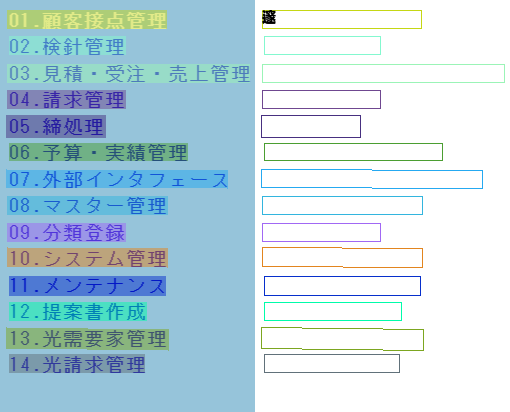 01.顧客接点管理
02.検針管理
03.見積・受注・売上管理
04.請求管理
05.締処理
06.予算・実績管理
07.外部インタフェース
08.マスター管理
09.分類登録
10.システム管理
11.メンテナンス
12.提案書作成
13.光需要家管理
14.光請求管理